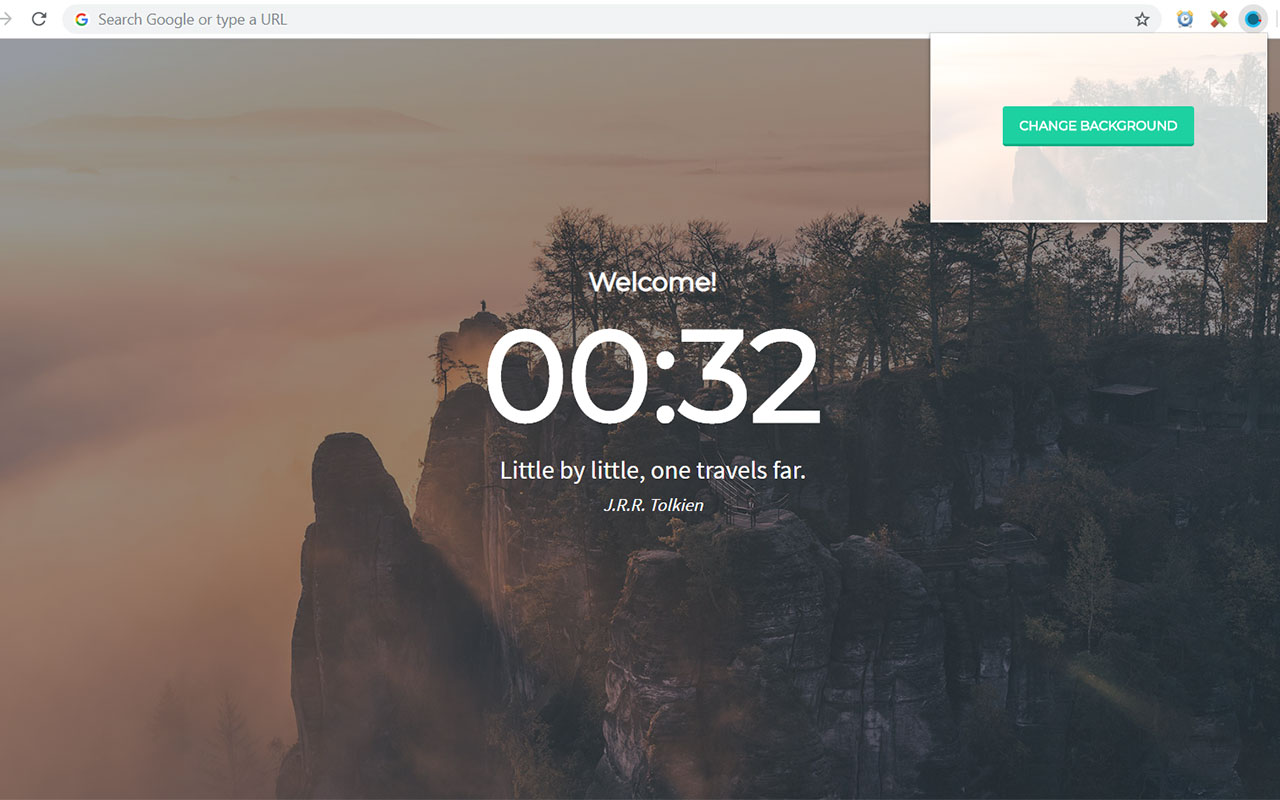 Search Google or type a URL
CHANGE BACKGROUND
Welcome!
00:32
Little by little, one travels far.
J.R.R. Tolkien